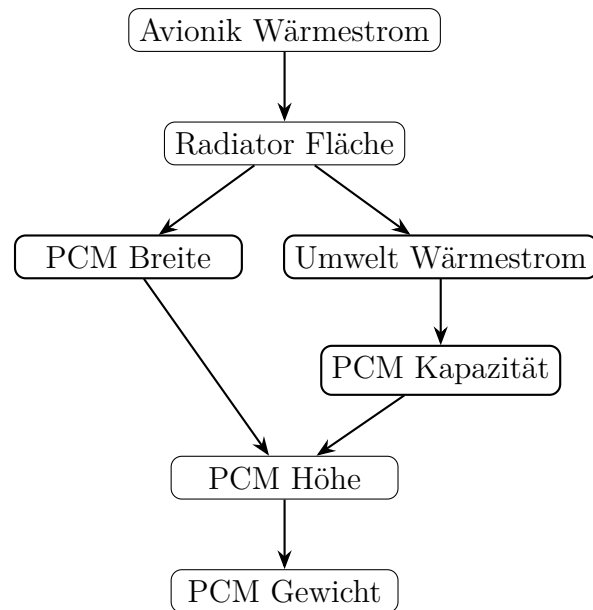 Avionik Wärmestrom
Radiator Fläche
PCM Breite
Umwelt Wärmestrom
PCM Kapazität
PCM Höhe
PCM Gewicht